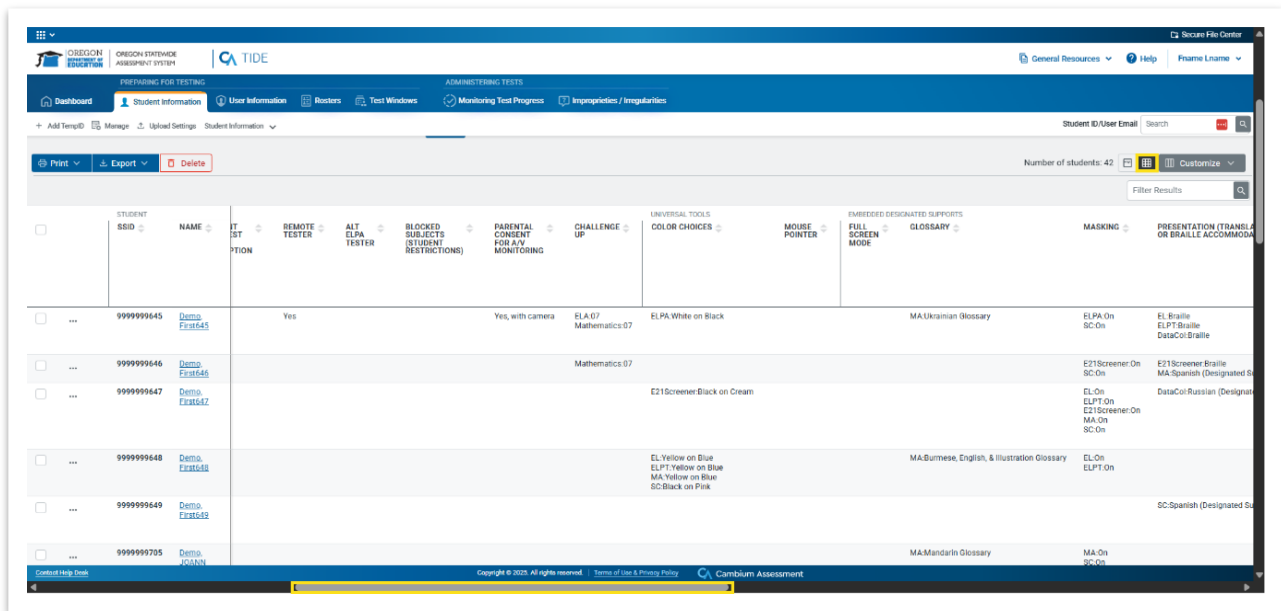 Secure File Center
OREGON DEPARTMENT OF EDUCATION
OREGON STATEWIDE ASSESSMENT SYSTEM
CA TIDE
General Resources
Help
Fname Lname
PREPARING FOR TESTING
ADMINISTERING TESTS
Dashboard
Student Information
User Information
Rosters
Test Windows
Monitoring Test Progress
Improprieties / Irregularities
+ Add TempID
Manage
Upload Settings
Student Information
Student ID/User Email
Search
Print
Export
Delete
Number of students: 42
Customize
Filter Results
STUDENT
UNIVERSAL TOOLS
EMBEDDED DESIGNATED SUPPORTS
SSID
NAME
PTION
REMOTE TESTER
ALT ELPA TESTER
BLOCKED SUBJECTS (STUDENT RESTRICTIONS)
PARENTAL CONSENT FOR A/V MONITORING
CHALLENGE UP
COLOR CHOICES
MOUSE POINTER
FULL SCREEN MODE
GLOSSARY
MASKING
PRESENTATION (TRANSLA
OR BRAILLE ACCOMMODA
... 9999999645 Demo, First645
Yes
Yes, with camera
ELA:07
Mathematics:07
ELPA:White on Black
MA:Ukrainian Glossary
ELPA:On
SC:On
EL:Braille
ELPT:Braille
DataCol:Braille
... 9999999646 Demo, First646
Mathematics:07
E21Screener:On
SC:On
E21Screener:Braille
MA:Spanish (Designated S
... 9999999647 Demo, First647
E21Screener:Black on Cream
EL:On
ELPT:On
E21Screener:On
MA:On
SC:On
DataCol:Russian (Designat
... 9999999648 Demo, First648
EL:Yellow on Blue
ELPT:Yellow on Blue
MA:Yellow on Blue
SC:Black on Pink
MA:Burmese, English, & Illustration Glossary
EL:On
ELPT:On
... 9999999649 Demo, First649
SC:Spanish (Designated Su
... 9999999705 Demo, JOANN
MA:Mandarin Glossary
MA:On
SC:On
Contact Help Desk
Copyright © 2025. All rights reserved. | Terms of Use & Privacy Policy
CA Cambium Assessment